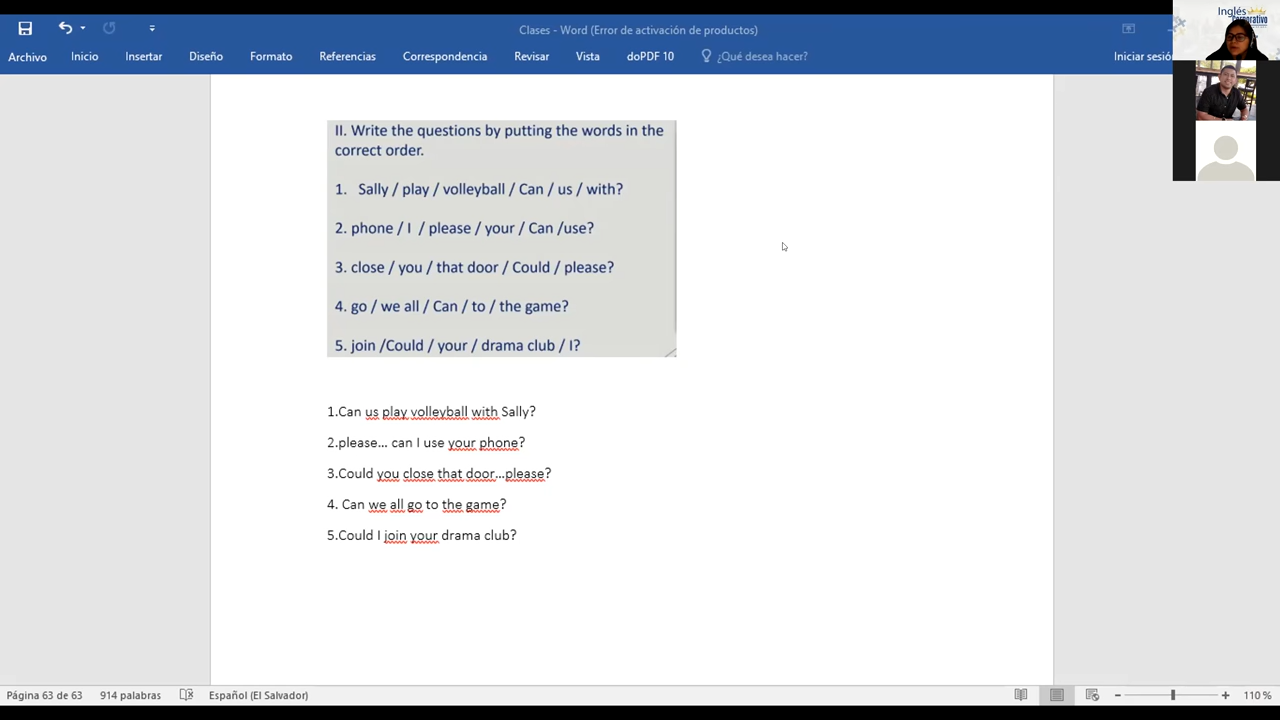 Clases - Word (Error de activación de productos)
Inglés
Corporativo
Archivo Inicio Insertar Diseño Formato Referencias Correspondencia Revisar Vista doPDF 10 ¿Qué desea hacer? Iniciar sesión
II. Write the questions by putting the words in the
correct order.
1. Sally / play / volleyball / Can / us / with?
2. phone / I / please / your / Can /use?
3. close / you / that door / Could / please?
4. go / we all / Can / to / the game?
5. join /Could / your / drama club / I?
1.Can us play volleyball with Sally?
2.please... can I use your phone?
3.Could you close that door...please?
4. Can we all go to the game?
5.Could I join your drama club?
Página 63 de 63 914 palabras Español (El Salvador) 110 %